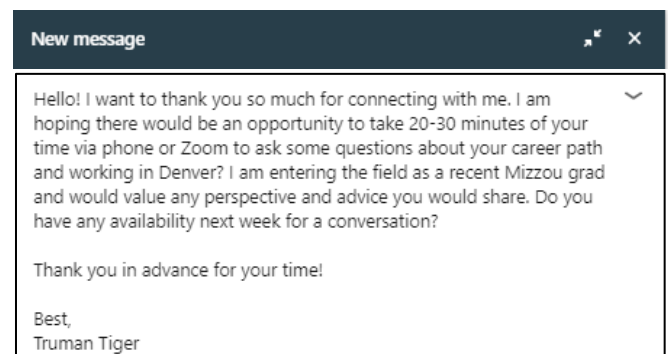 New message
Hello! I want to thank you so much for connecting with me. I am
hoping there would be an opportunity to take 20-30 minutes of your
time via phone or Zoom to ask some questions about your career path
and working in Denver? I am entering the field as a recent Mizzou grad
and would value any perspective and advice you would share. Do you
have any availability next week for a conversation?
Thank you in advance for your time!
Best,
Truman Tiger